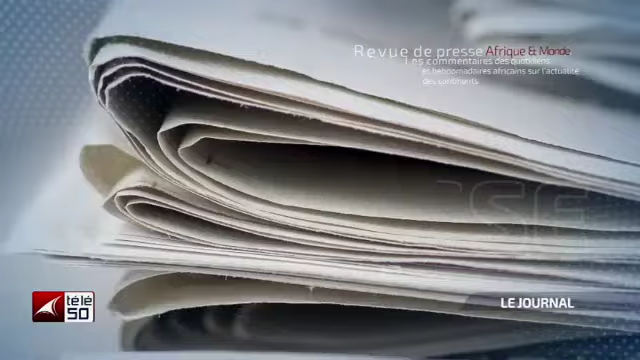 Revue de presse Afrique & Monde
Les commentaires des quotidiens
et hebdomadaires africains sur l'actualité
des continents
SE
LE JOURNAL
télé
50